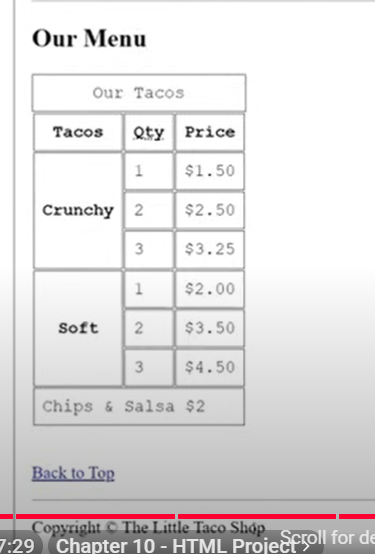 Our Menu
Our Tacos
Tacos Qty Price
Crunchy
1 $1.50
2 $2.50
3 $3.25
Soft
1 $2.00
2 $3.50
3 $4.50
Chips & Salsa $2
Back to Top
Copyright © The Little Taco Shop
7:29 Chapter 10 - HTML Project > Scroll for de